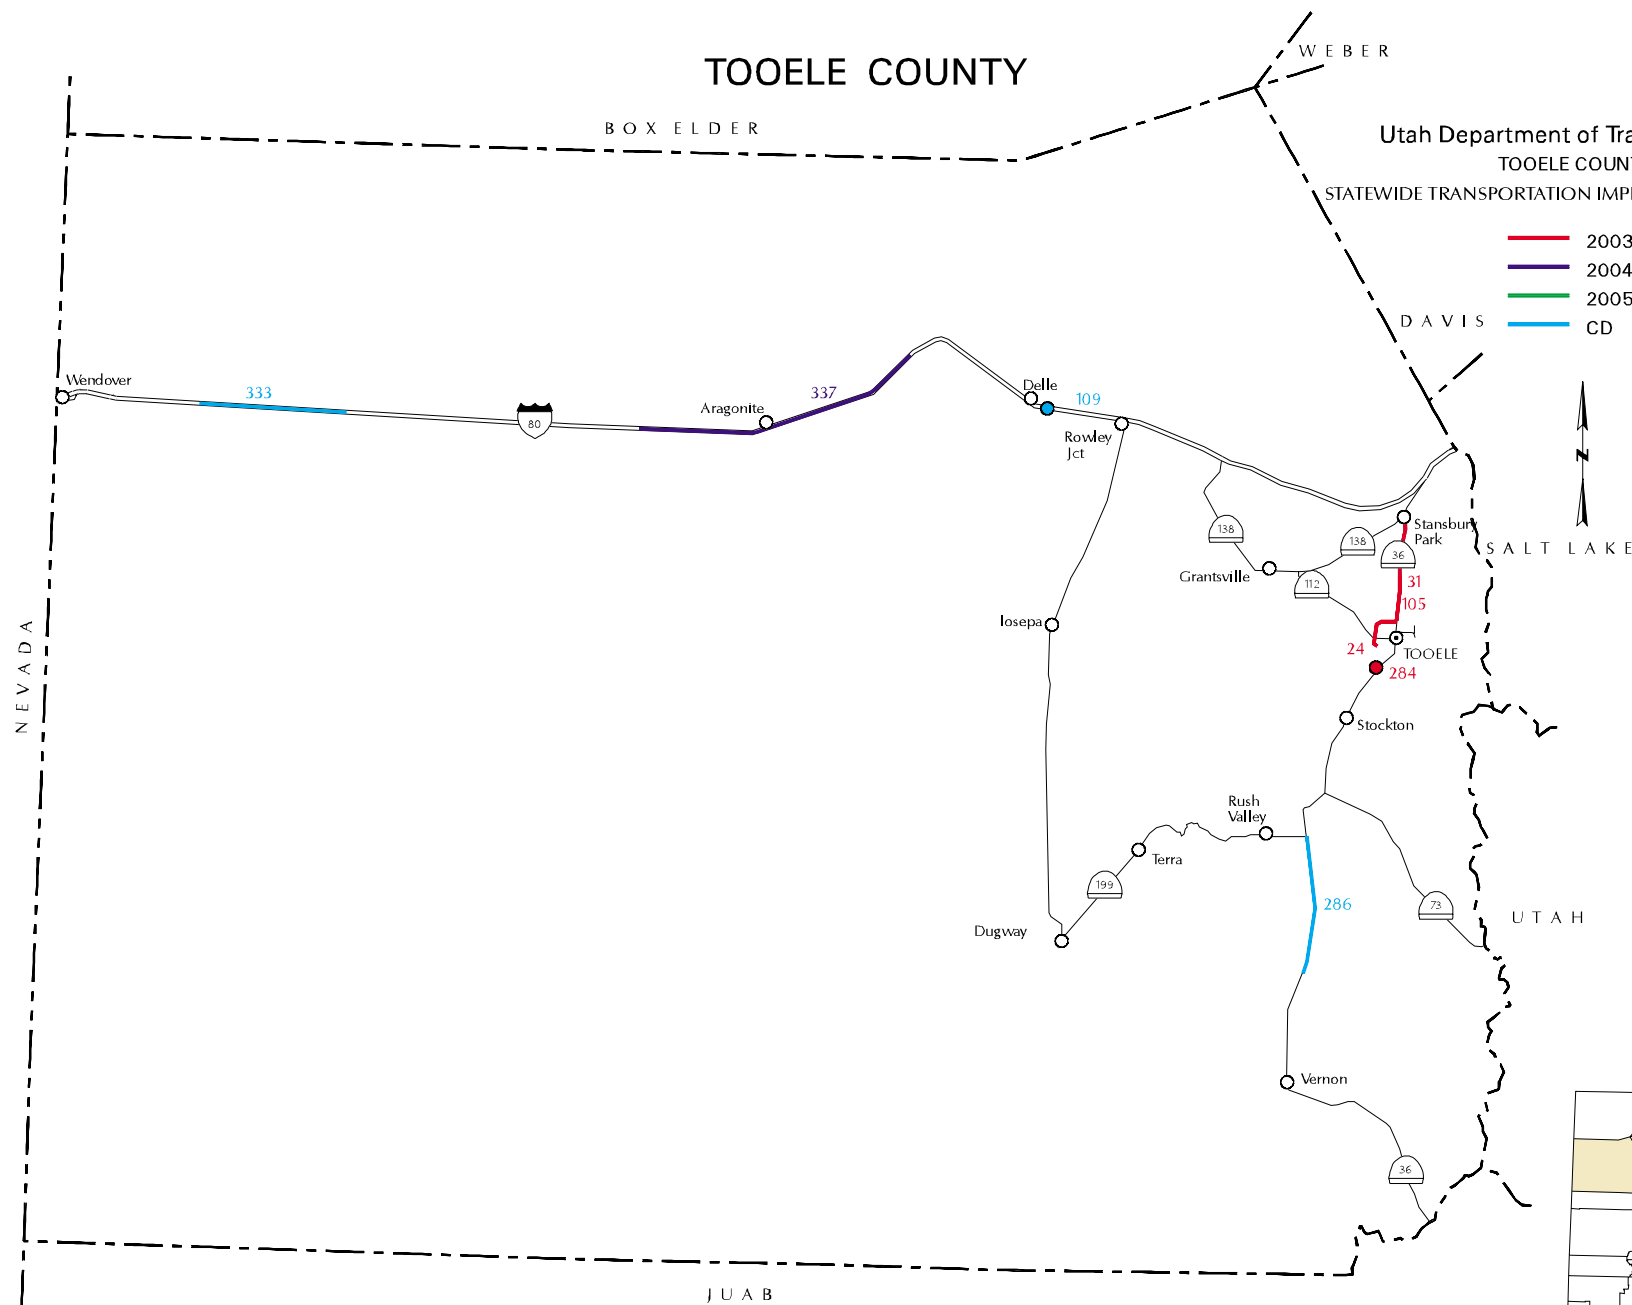 TOOELE COUNTY
WEBER
BOX ELDER
Utah Department of Tra
TOOELE COUN
STATEWIDE TRANSPORTATION IMP
2003
2004
2005
CD
DAVIS
Wendover
333
80
Aragonite
337
Delle
109
Rowley
Jct
N
138
Stansbury
Park
138
36
SALT LAKE
Grantsville
112
31
105
Iosepa
24
TOOELE
284
NEVADA
Stockton
Rush
Valley
Terra
199
286
73
UTAH
Dugway
Vernon
36
JUAB